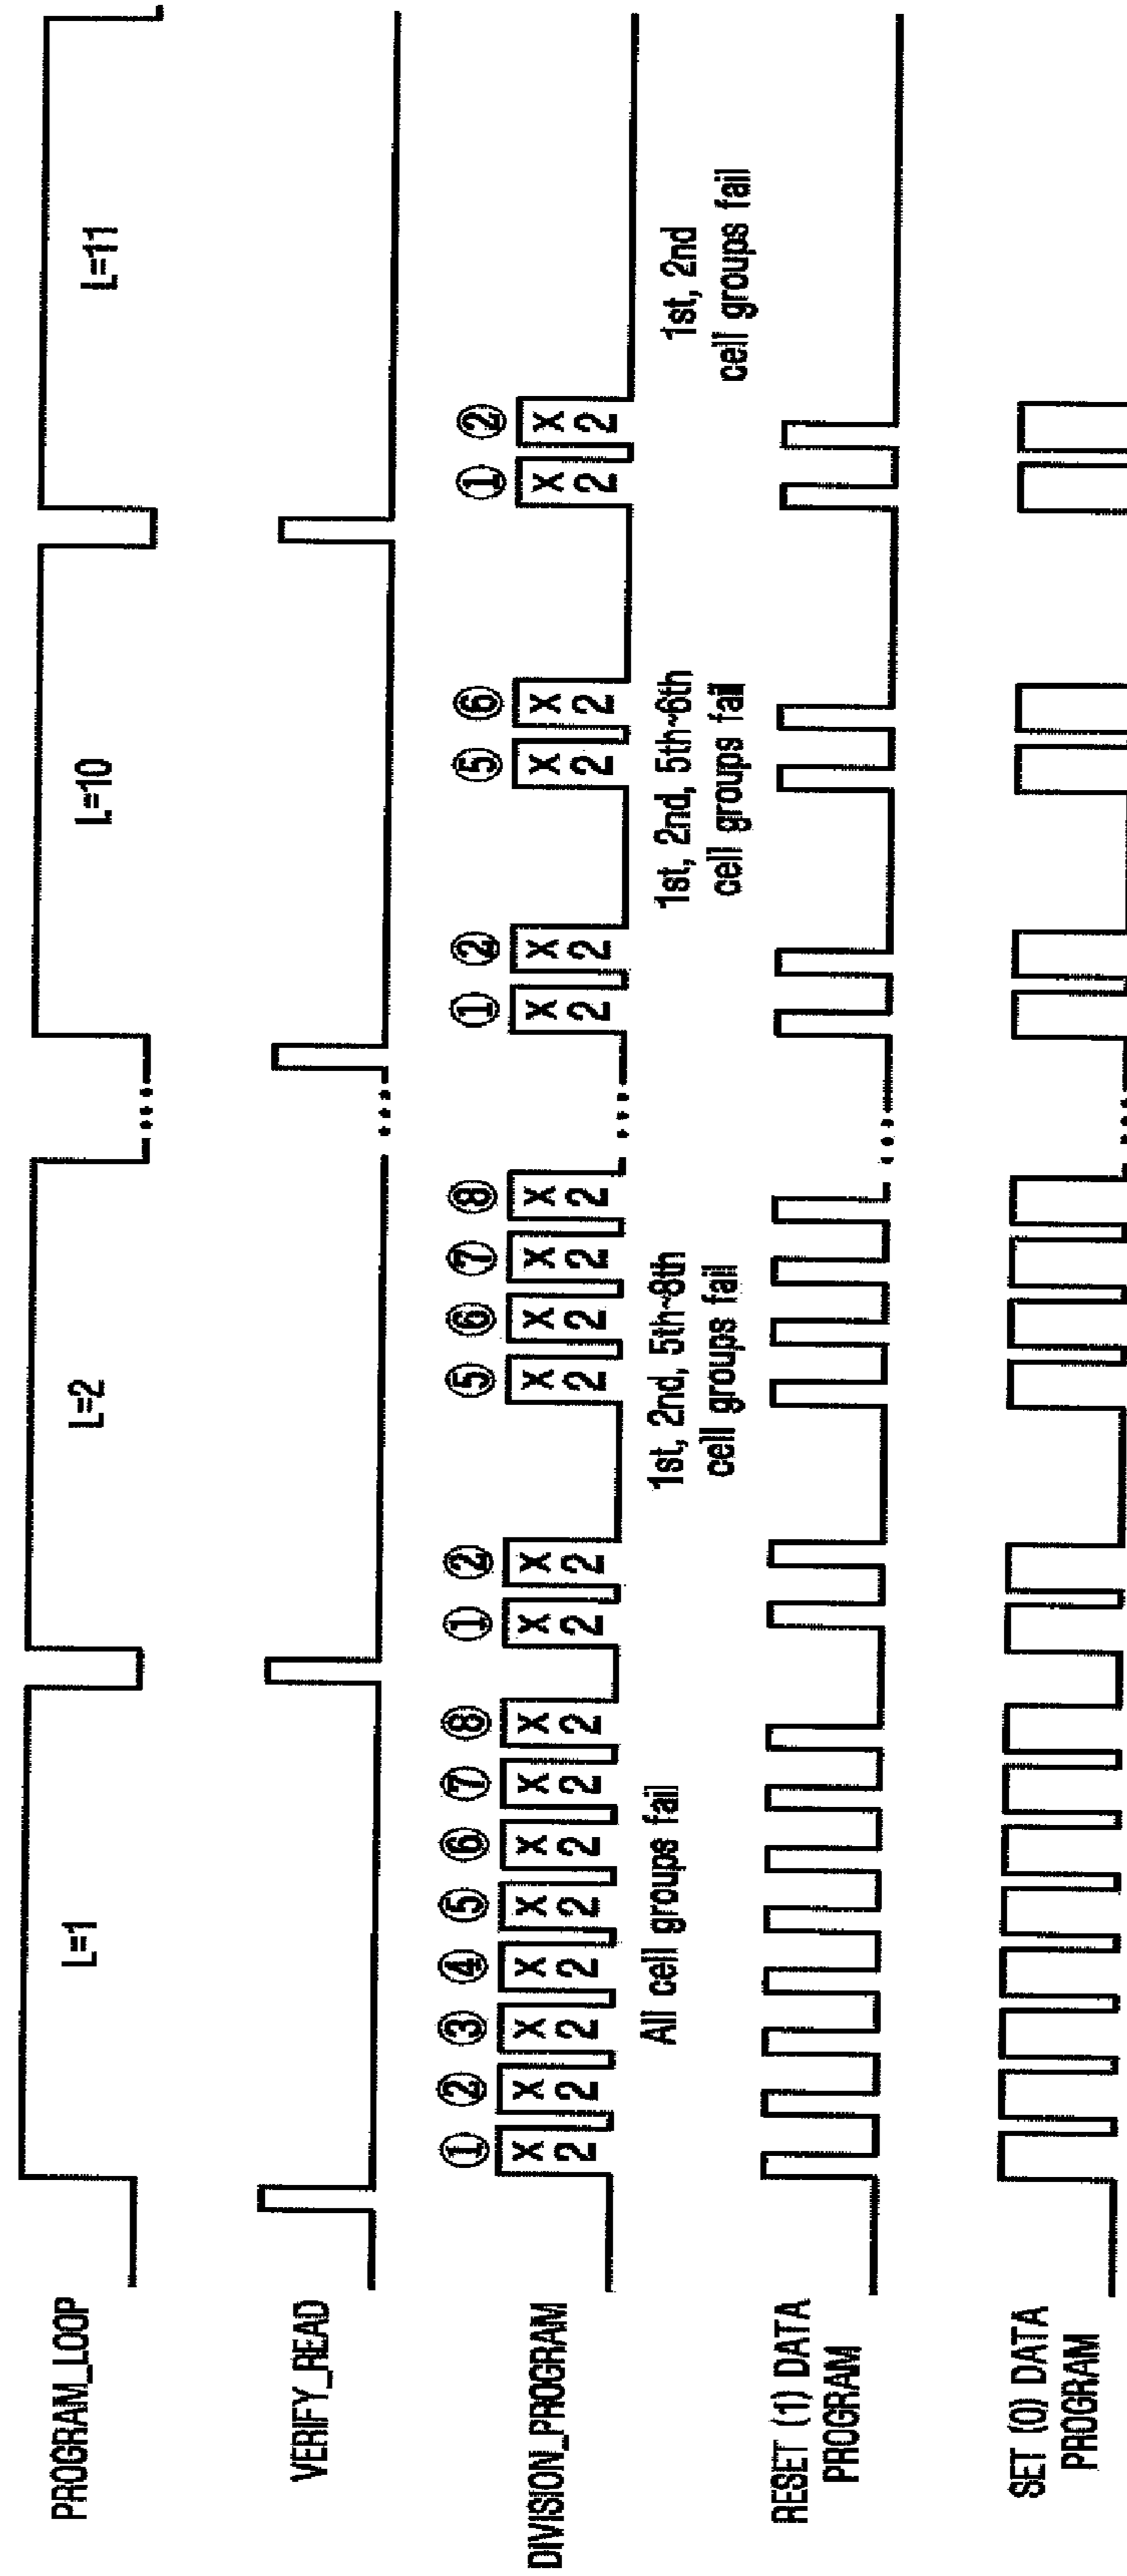 PROGRAM_LOOP
L=1
L=2
L=10
L=11
VERIFY_READ
DIVISION_PROGRAM
① ② ③ ④ ⑤ ⑥ ⑦ ⑧ ① ② ⑤ ⑥ ⑦ ⑧ ① ② ⑤ ⑥ ① ②
X X X X X X X X X X X X X X X X X X X X
2 2 2 2 2 2 2 2 2 2 2 2 2 2 2 2 2 2 2 2
All cell groups fail
1st, 2nd, 5th~8th
cell groups fail
1st, 2nd, 5th~6th
cell groups fail
1st, 2nd
cell groups fail
RESET (1) DATA
PROGRAM
SET (0) DATA
PROGRAM